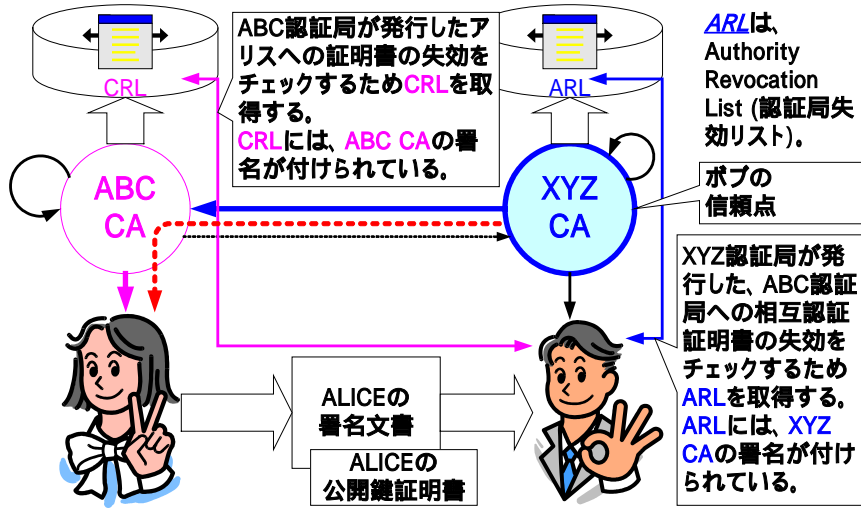 ABC認証局が発行したア
リスへの証明書の失効を
チェックするためCRLを取
得する。
CRLには、ABC CAの署
名が付けられている。
ARLは、
Authority
Revocation
List (認証局失
効リスト)。
CRL
ARL
ABC
CA
XYZ
CA
ボブの
信頼点
XYZ認証局が発
行した、ABC認証
局への相互認証
証明書の失効を
チェックするため
ARLを取得する。
ARLには、XYZ
CAの署名が付け
られている。
ALICEの
署名文書
ALICEの
公開鍵証明書